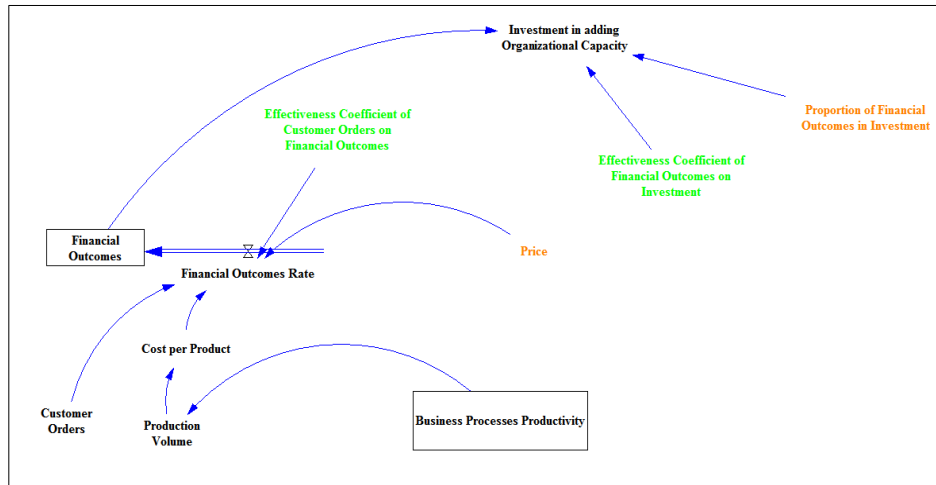 Investment in adding
Organizational Capacity
Proportion of Financial
Outcomes in Investment
Effectiveness Coefficient of
Customer Orders on
Financial Outcomes
Effectiveness Coefficient of
Financial Outcomes on
Investment
Financial
Outcomes
Price
Financial Outcomes Rate
Cost per Product
Customer
Orders
Production
Volume
Business Processes Productivity